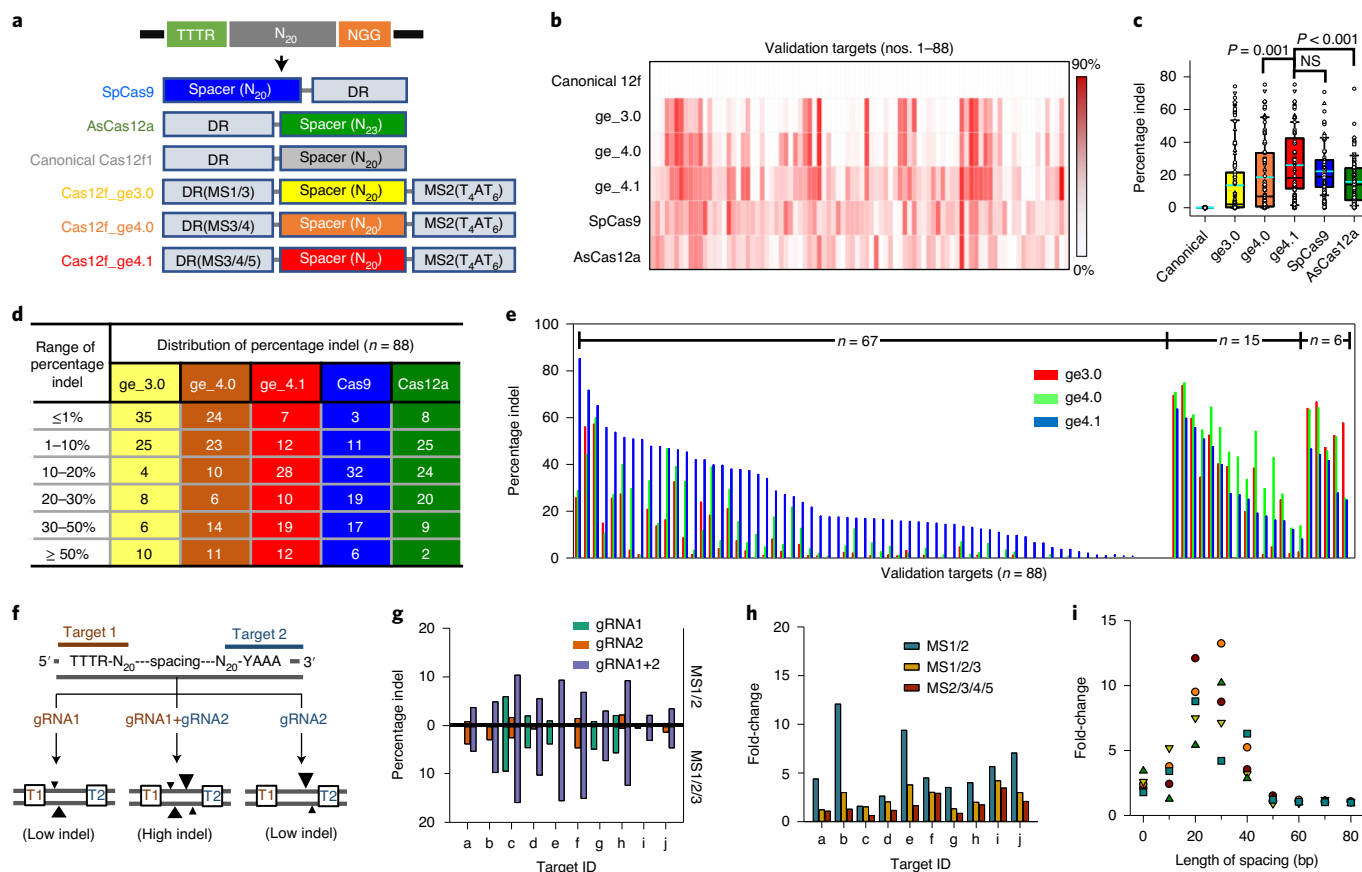 a
TTTR N20 NGG
SpCas9 Spacer (N20) DR
AsCas12a DR Spacer (N23)
Canonical Cas12f1 DR Spacer (N20)
Cas12f_ge3.0 DR(MS1/3) Spacer (N20) MS2(T4AT6)
Cas12f_ge4.0 DR(MS3/4) Spacer (N20) MS2(T4AT6)
Cas12f_ge4.1 DR(MS3/4/5) Spacer (N20) MS2(T4AT6)
b
Validation targets (nos. 1–88)
Canonical 12f
ge_3.0
ge_4.0
ge_4.1
SpCas9
AsCas12a
90%
0%
c
P < 0.001
P = 0.001
NS
Percentage indel
80
60
40
20
0
Canonical ge3.0 ge4.0 ge4.1 SpCas9 AsCas12a
d
Range of percentage indel
Distribution of percentage indel (n = 88)
ge_3.0 ge_4.0 ge_4.1 Cas9 Cas12a
≤1% 35 24 7 3 8
1–10% 25 23 12 11 25
10–20% 4 10 28 32 24
20–30% 8 6 10 19 20
30–50% 6 14 19 17 9
≥ 50% 10 11 12 6 2
e
Percentage indel
100
80
60
40
20
0
n = 67 n = 15 n = 6
ge3.0
ge4.0
ge4.1
Validation targets (n = 88)
f
Target 1 Target 2
5′ TTTR-N20---spacing---N20-YAAA 3′
gRNA1 gRNA1+gRNA2 gRNA2
T1 T2 T1 T2 T1 T2
(Low indel) (High indel) (Low indel)
g
Percentage indel
20
10
0
10
20
gRNA1
gRNA2
gRNA1+2
MS1/2
MS1/2/3
a b c d e f g h i j
Target ID
h
Fold-change
20
15
10
5
0
MS1/2
MS1/2/3
MS2/3/4/5
a b c d e f g h i j
Target ID
i
Fold-change
15
10
5
0
0 20 40 60 80
Length of spacing (bp)